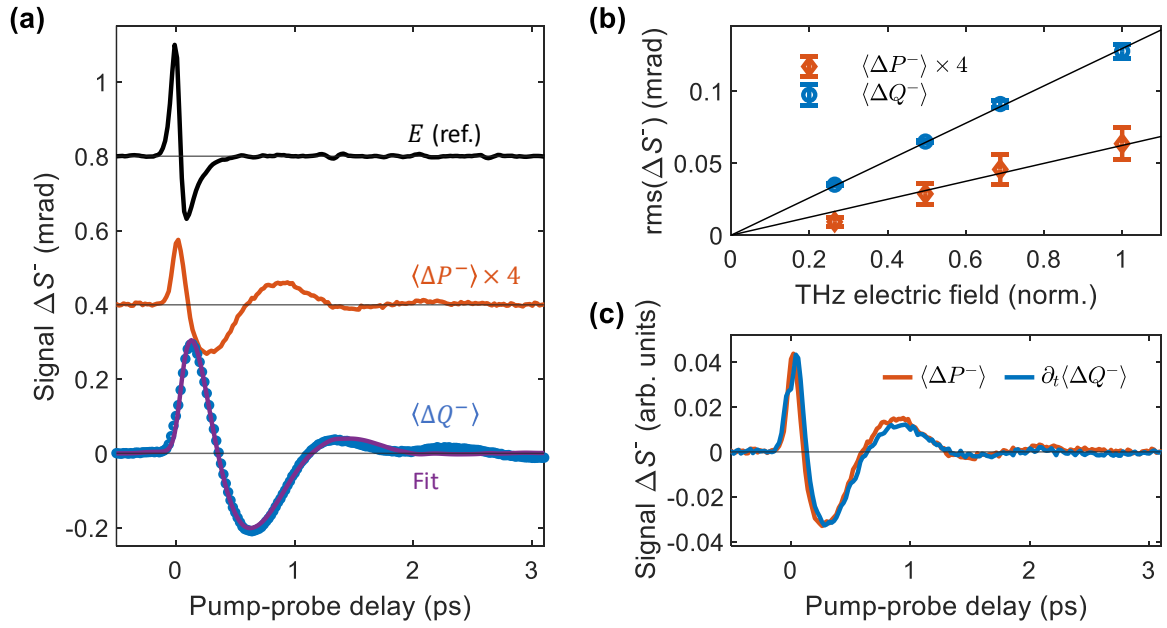 (a)
Signal ΔS⁻ (mrad)
1
0.8
0.6
0.4
0.2
0
-0.2
E (ref.)
⟨ΔP⁻⟩ × 4
⟨ΔQ⁻⟩
Fit
0
1
2
3
Pump-probe delay (ps)
(b)
rms(ΔS⁻) (mrad)
0.1
0.05
0
⟨ΔP⁻⟩ × 4
⟨ΔQ⁻⟩
0
0.2
0.4
0.6
0.8
1
THz electric field (norm.)
(c)
Signal ΔS⁻ (arb. units)
0.04
0.02
0
-0.02
-0.04
⟨ΔP⁻⟩
∂ₜ⟨ΔQ⁻⟩
0
1
2
3
Pump-probe delay (ps)